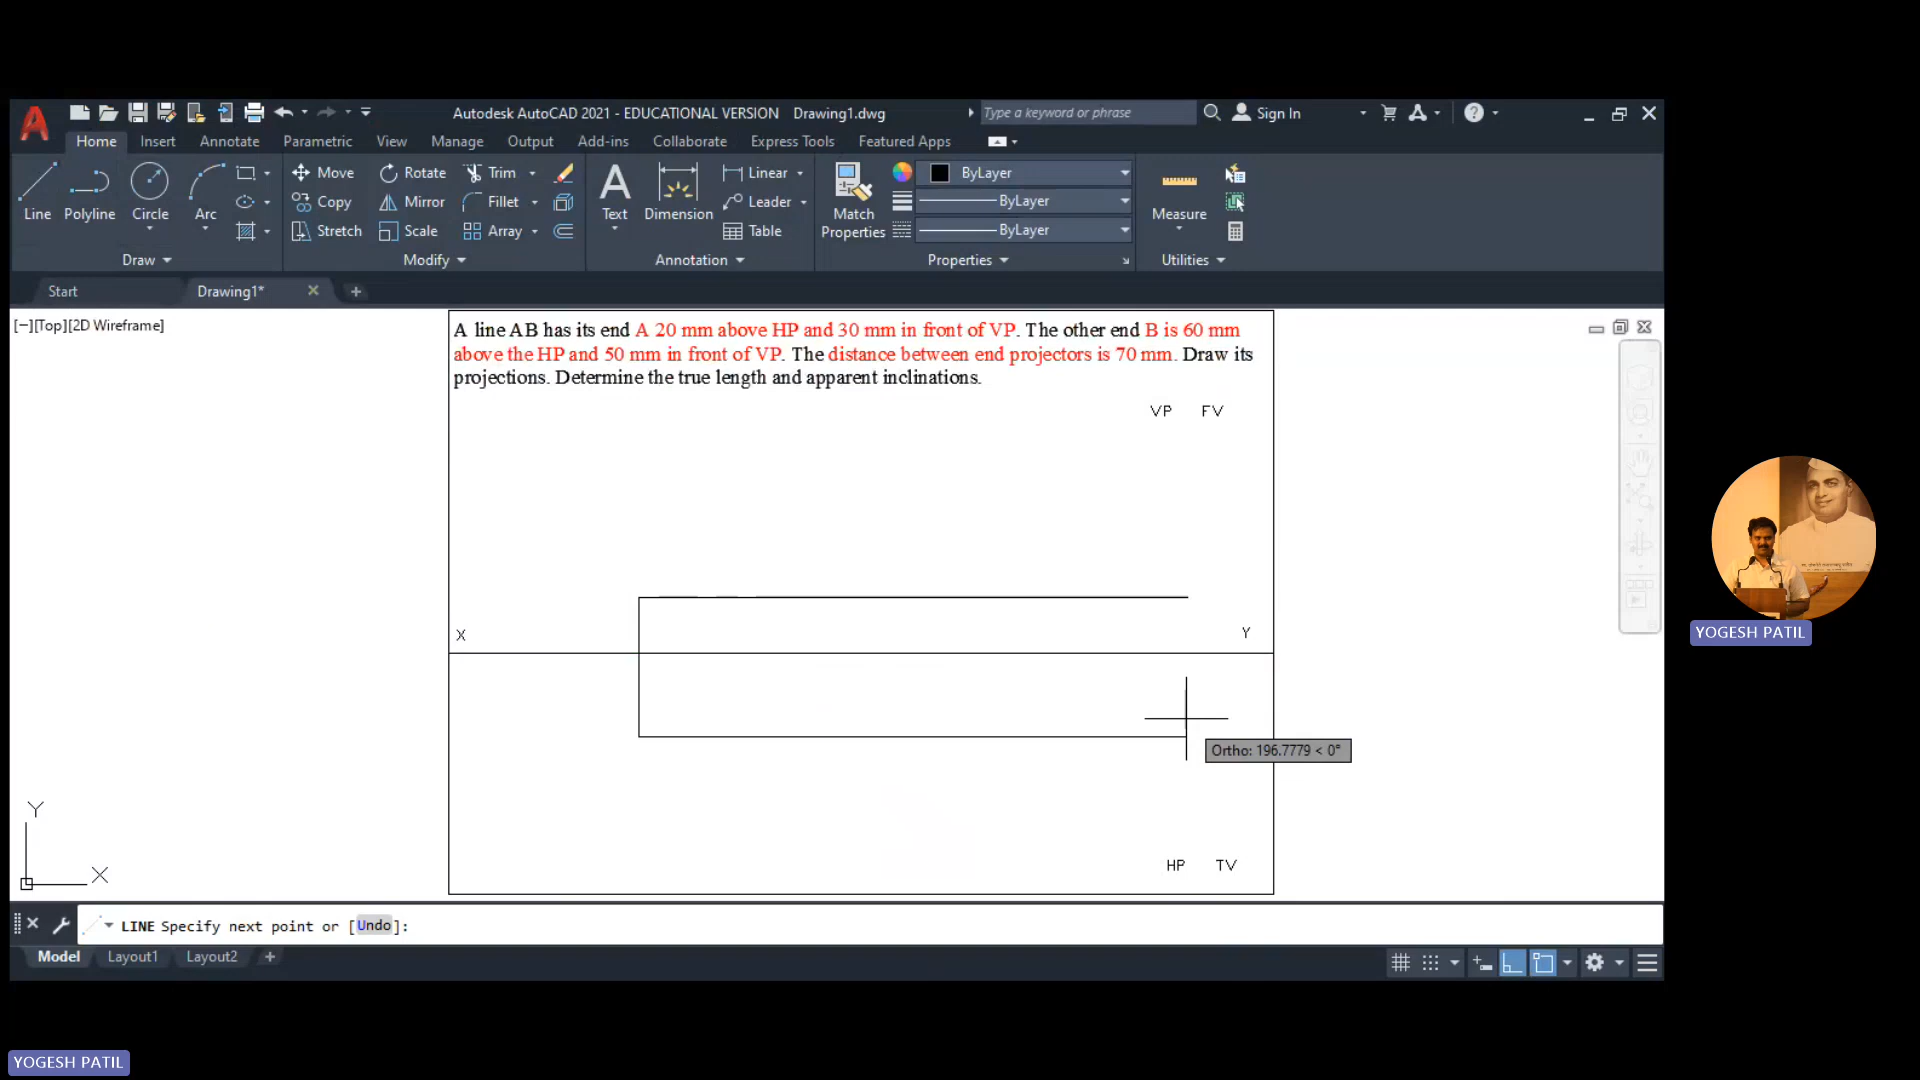 Autodesk AutoCAD 2021 - EDUCATIONAL VERSION Drawing1.dwg
Type a keyword or phrase
Sign In
Home Insert Annotate Parametric View Manage Output Add-ins Collaborate Express Tools Featured Apps
Line Polyline Circle Arc
Move Rotate Trim
Copy Mirror Fillet
Stretch Scale Array
Text Dimension
Linear
Leader
Table
Match Properties
ByLayer
ByLayer
ByLayer
Measure
Draw Modify Annotation Properties Utilities
Start Drawing1*
[−][Top][2D Wireframe]
A line AB has its end A 20 mm above HP and 30 mm in front of VP. The other end B is 60 mm
above the HP and 50 mm in front of VP. The distance between end projectors is 70 mm. Draw its
projections. Determine the true length and apparent inclinations.
VP FV
X Y
Ortho: 196.7779 < 0°
HP TV
Y
X
LINE Specify next point or [Undo]:
Model Layout1 Layout2
YOGESH PATIL
YOGESH PATIL